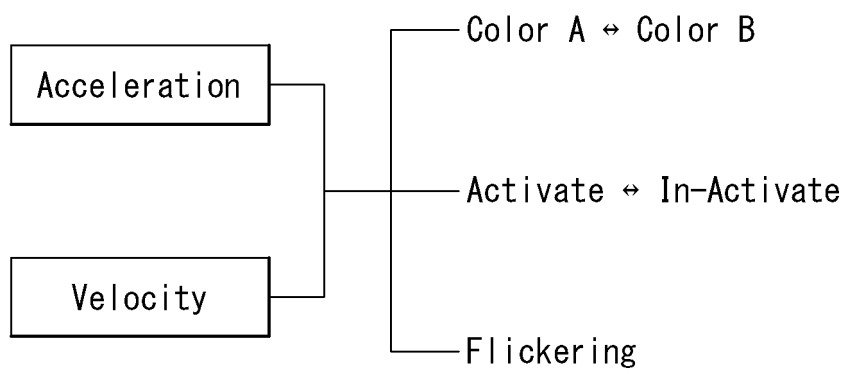 Color A ↔ Color B
Acceleration
Activate ↔ In-Activate
Velocity
Flickering